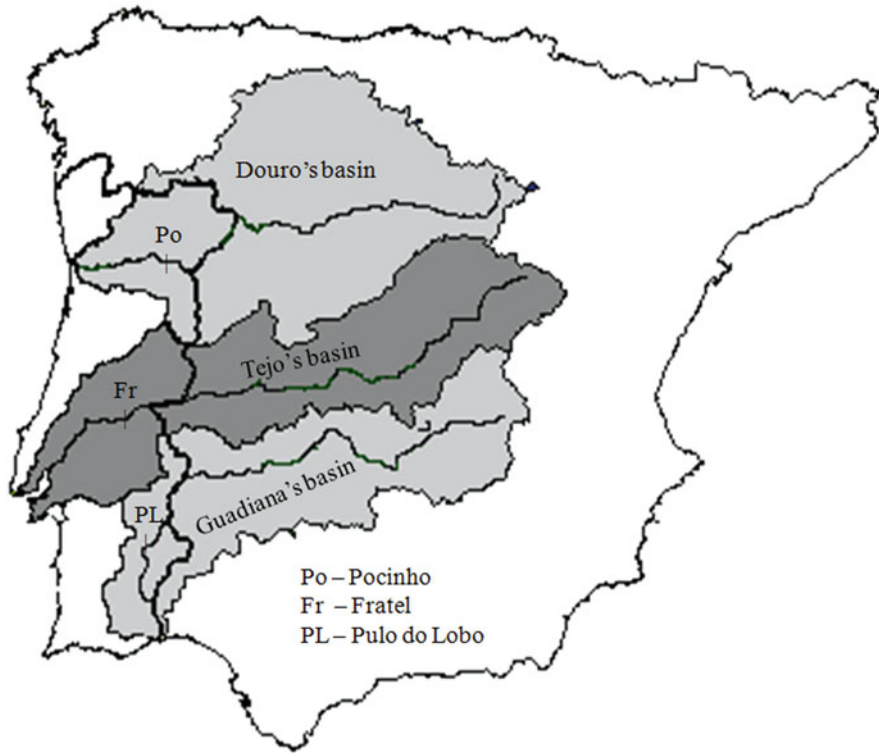 Douro's basin
Po
Tejo's basin
Fr
Guadiana's basin
PL
Po – Pocinho
Fr – Fratel
PL – Pulo do Lobo